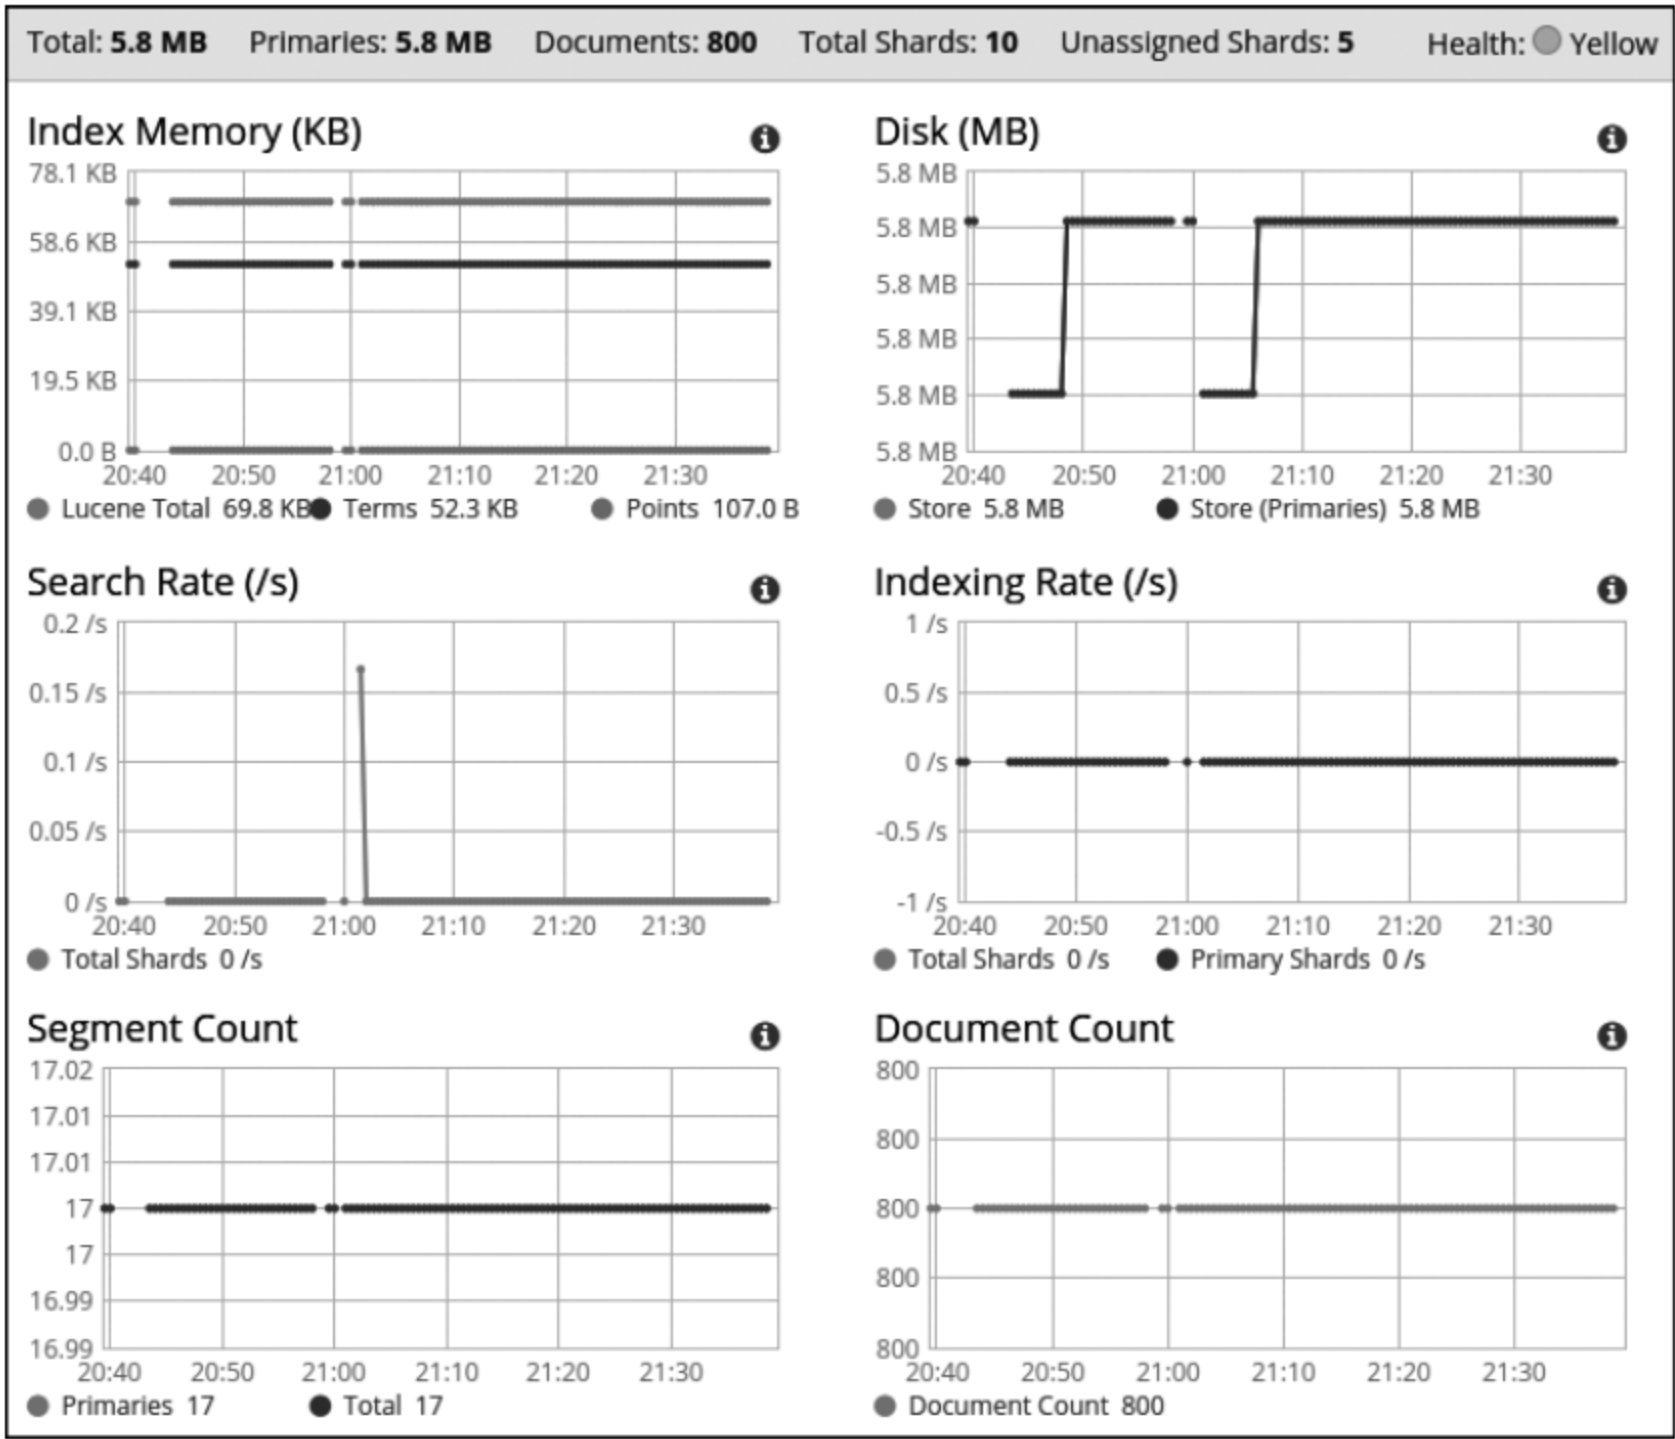 Total: 5.8 MB Primaries: 5.8 MB Documents: 800 Total Shards: 10 Unassigned Shards: 5 Health: Yellow
Index Memory (KB)
78.1 KB
58.6 KB
39.1 KB
19.5 KB
0.0 B
20:40 20:50 21:00 21:10 21:20 21:30
Lucene Total 69.8 KB Terms 52.3 KB Points 107.0 B
Disk (MB)
5.8 MB
5.8 MB
5.8 MB
5.8 MB
5.8 MB
5.8 MB
20:40 20:50 21:00 21:10 21:20 21:30
Store 5.8 MB Store (Primaries) 5.8 MB
Search Rate (/s)
0.2 /s
0.15 /s
0.1 /s
0.05 /s
0 /s
20:40 20:50 21:00 21:10 21:20 21:30
Total Shards 0 /s
Indexing Rate (/s)
1 /s
0.5 /s
0 /s
-0.5 /s
-1 /s
20:40 20:50 21:00 21:10 21:20 21:30
Total Shards 0 /s Primary Shards 0 /s
Segment Count
17.02
17.01
17.01
17
17
16.99
16.99
20:40 20:50 21:00 21:10 21:20 21:30
Primaries 17 Total 17
Document Count
800
800
800
800
800
20:40 20:50 21:00 21:10 21:20 21:30
Document Count 800